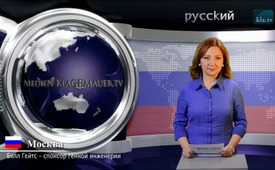 русский
kla.tv
MEDIEN KLAGEMAUER.TV
Москва
Билл Гейтс - спонсор генной инженерии